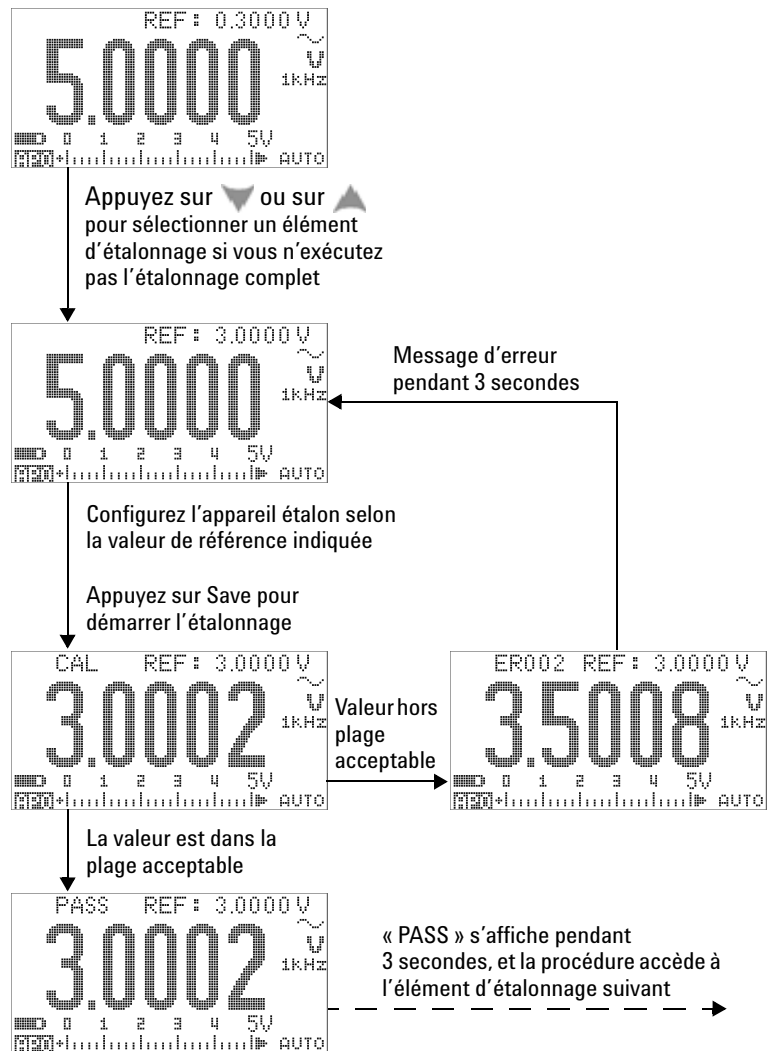 REF: 0.3000 V
5.0000 V
1kHz
0 1 2 3 4 5V
APO AUTO
Appuyez sur ou sur
pour sélectionner un élément
d'étalonnage si vous n'exécutez
pas l'étalonnage complet
REF: 3.0000 V
5.0000 V
1kHz
0 1 2 3 4 5V
APO AUTO
Message d'erreur
pendant 3 secondes
Configurez l'appareil étalon selon
la valeur de référence indiquée
Appuyez sur Save pour
démarrer l'étalonnage
CAL REF: 3.0000 V
3.0002 V
1kHz
0 1 2 3 4 5V
APO AUTO
Valeur hors
plage
acceptable
ER002 REF: 3.0000 V
3.5008 V
1kHz
0 1 2 3 4 5V
APO AUTO
La valeur est dans la
plage acceptable
PASS REF: 3.0000 V
3.0002 V
1kHz
0 1 2 3 4 5V
APO AUTO
« PASS » s'affiche pendant
3 secondes, et la procédure accède à
l'élément d'étalonnage suivant